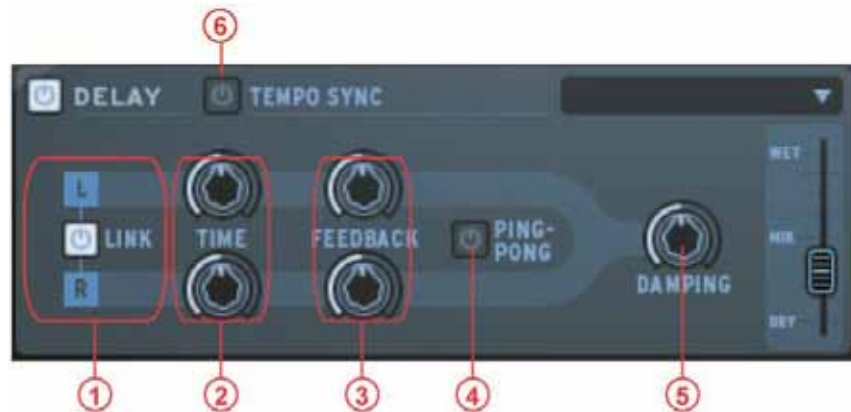 6
DELAY TEMPO SYNC
WET
L
LINK TIME FEEDBACK PING-
PONG
MIX
R
DAMPING
DRY
1 2 3 4 5